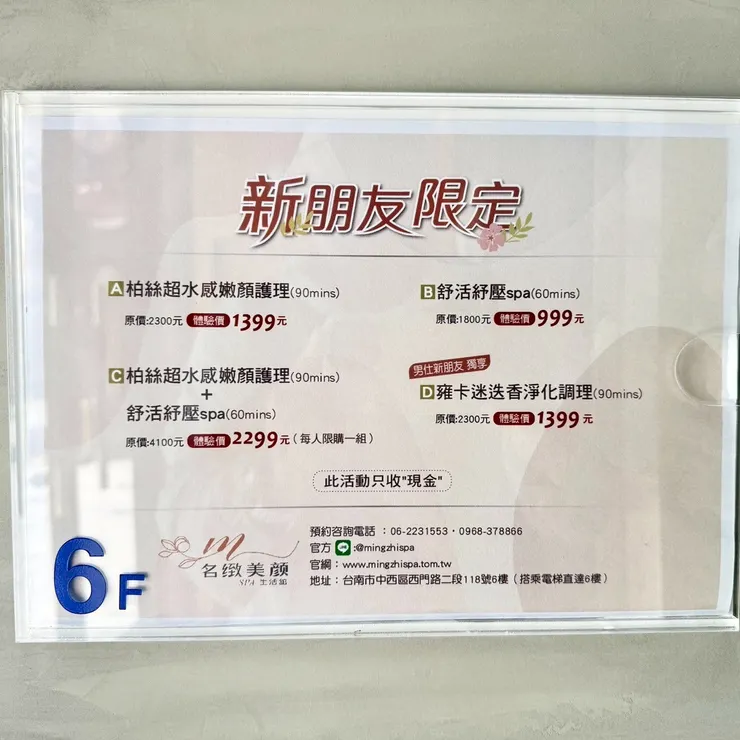 新朋友限定
A 柏絲超水感嫩顏護理(90mins)
原價:2300元 體驗價 1399元
B 舒活紓壓spa(60mins)
原價:1800元 體驗價 999元
C 柏絲超水感嫩顏護理(90mins)
+
舒活紓壓spa(60mins)
原價:4100元 體驗價 2299元(每人限購一組)
男仕新朋友 獨享
D 雍卡迷迭香淨化調理(90mins)
原價:2300元 體驗價 1399元
此活動只收"現金"
6F
m
名緻美顏
SPA 生活館
預約咨詢電話 : 06-2231553・0968-378866
官方 LINE :@mingzhispa
官網:www.mingzhispa.tom.tw
地址:台南市中西區西門路二段118號6樓(搭乘電梯直達6樓)